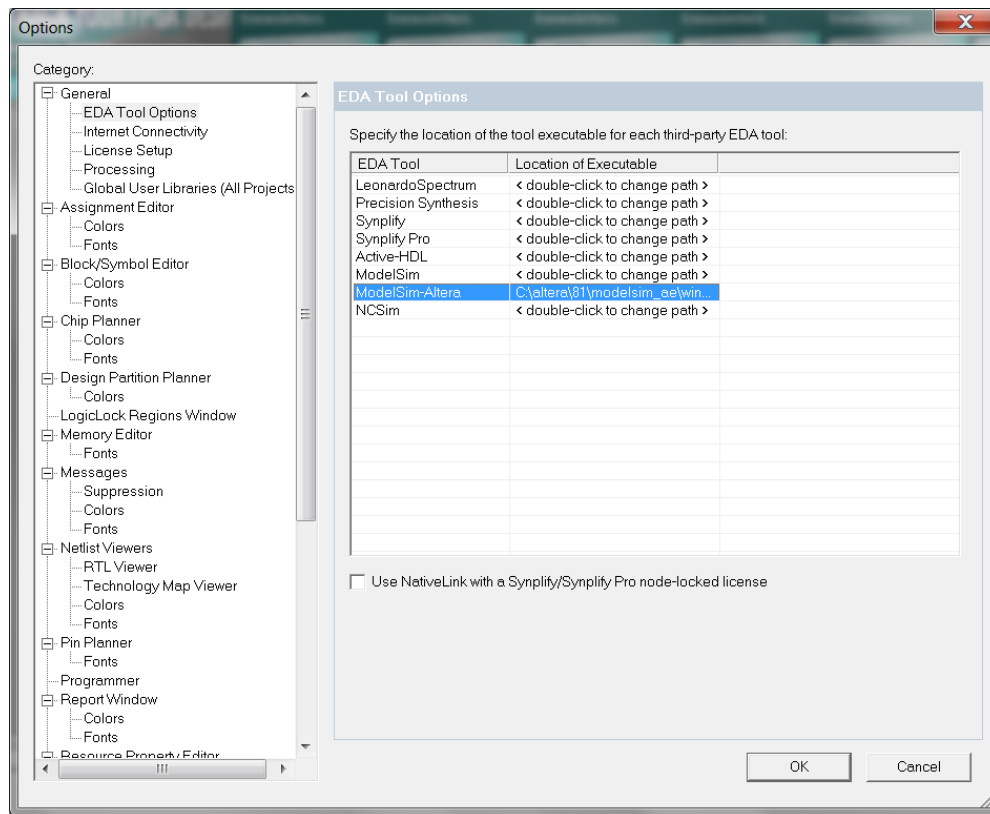 Options
Category:
General
EDA Tool Options
Internet Connectivity
License Setup
Processing
Global User Libraries (All Projects
Assignment Editor
Colors
Fonts
Block/Symbol Editor
Colors
Fonts
Chip Planner
Colors
Fonts
Design Partition Planner
Colors
LogicLock Regions Window
Memory Editor
Fonts
Messages
Suppression
Colors
Fonts
Netlist Viewers
RTL Viewer
Technology Map Viewer
Colors
Fonts
Pin Planner
Fonts
Programmer
Report Window
Colors
Fonts
Resource Property Editor
EDA Tool Options
Specify the location of the tool executable for each third-party EDA tool:
EDA Tool Location of Executable
LeonardoSpectrum < double-click to change path >
Precision Synthesis < double-click to change path >
Synplify < double-click to change path >
Synplify Pro < double-click to change path >
Active-HDL < double-click to change path >
ModelSim < double-click to change path >
ModelSim-Altera C:\altera\81\modelsim_ae\win...
NCSim < double-click to change path >
Use NativeLink with a Synplify/Synplify Pro node-locked license
OK Cancel